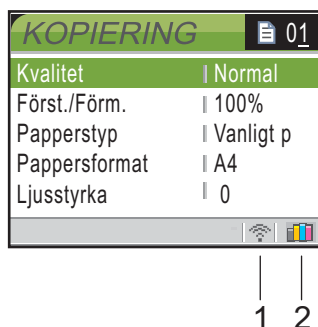 KOPIERING 01
Kvalitet Normal
Först./Förm. 100%
Papperstyp Vanligt p
Pappersformat A4
Ljusstyrka 0
1 2